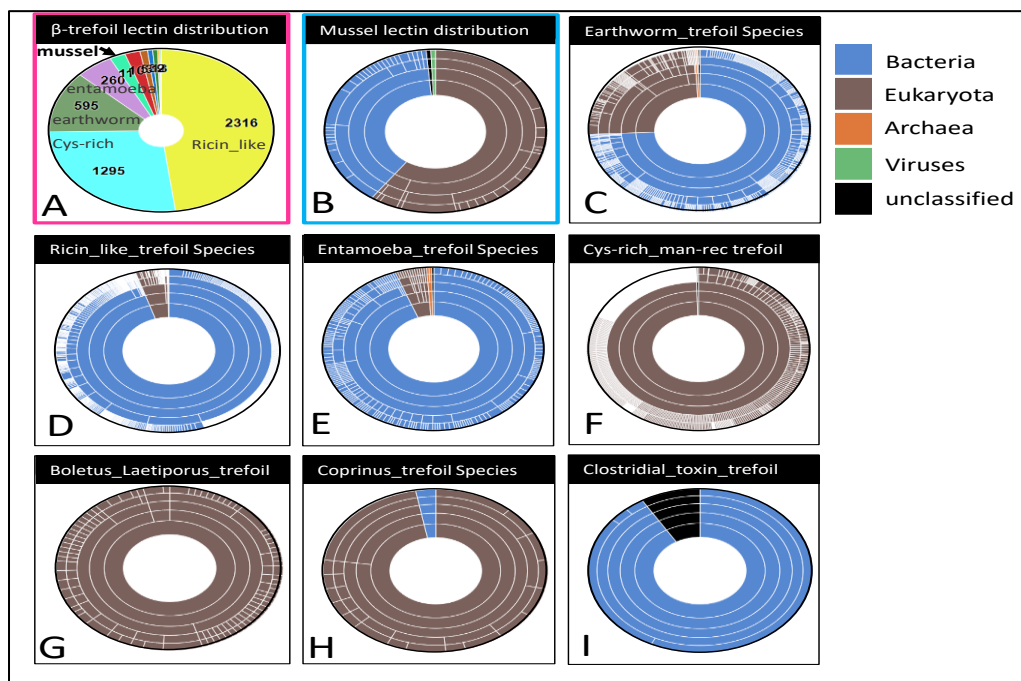 β-trefoil lectin distribution
mussel
260
entamoeba
595
earthworm
Cys-rich
1295
2316
Ricin_like
A
Mussel lectin distribution
B
Earthworm_trefoil Species
C
Bacteria
Eukaryota
Archaea
Viruses
unclassified
Ricin_like_trefoil Species
D
Entamoeba_trefoil Species
E
Cys-rich_man-rec trefoil
F
Boletus_Laetiporus_trefoil
G
Coprinus_trefoil Species
H
Clostridial_toxin_trefoil
I